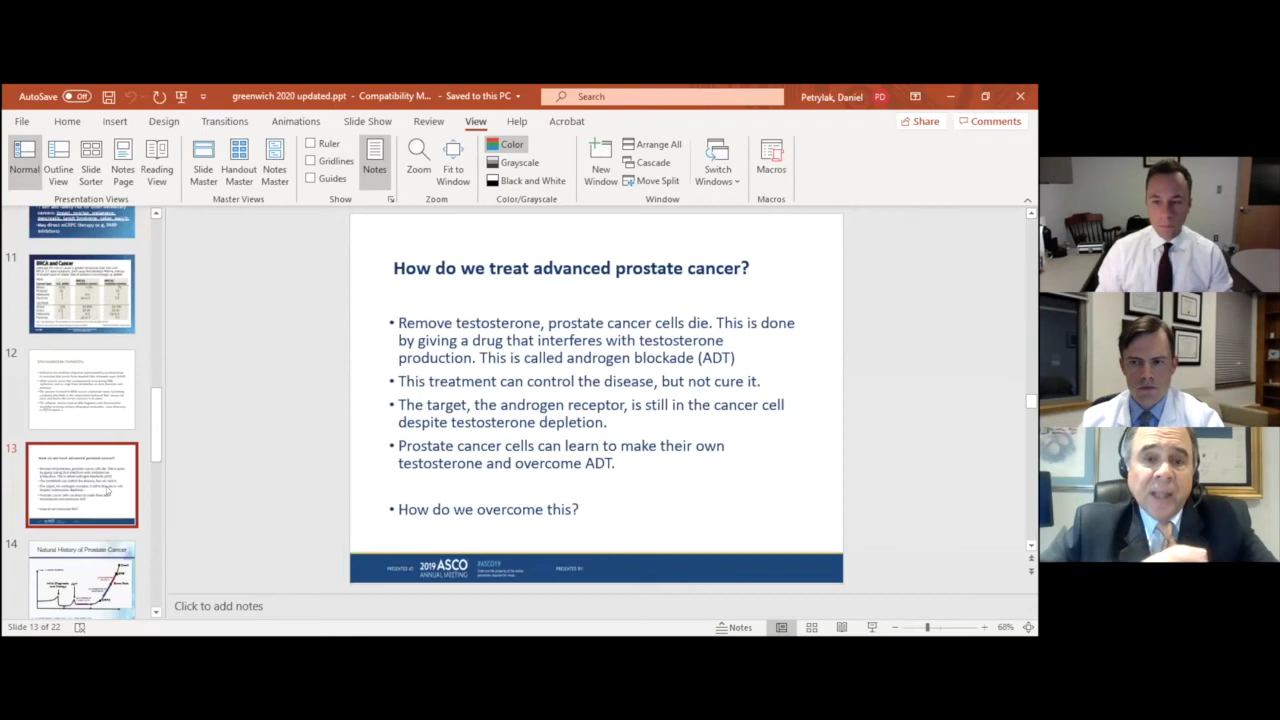 AutoSave Off
greenwich 2020 updated.ppt - Compatibility M... - Saved to this PC
Search
Petrylak, Daniel PD
File Home Insert Design Transitions Animations Slide Show Review View Help Acrobat
Share Comments
Normal
Outline View
Slide Sorter
Notes Page
Reading View
Presentation Views
Slide Master
Handout Master
Notes Master
Master Views
Ruler
Gridlines
Guides
Show
Notes
Zoom
Fit to Window
Zoom
Color
Grayscale
Black and White
Color/Grayscale
New Window
Arrange All
Cascade
Move Split
Switch Windows
Window
Macros
Macros
11
BRCA and Cancer
12
13
14
Natural History of Prostate Cancer
How do we treat advanced prostate cancer?
• Remove testosterone, prostate cancer cells die. This is done
by giving a drug that interferes with testosterone
production. This is called androgen blockade (ADT)
• This treatment can control the disease, but not cure it.
• The target, the androgen receptor, is still in the cancer cell
despite testosterone depletion.
• Prostate cancer cells can learn to make their own
testosterone and overcome ADT.
• How do we overcome this?
PRESENTED AT: 2019 ASCO
ANNUAL MEETING
#ASCO19
PRESENTED BY:
Click to add notes
Slide 13 of 22
Notes
68%